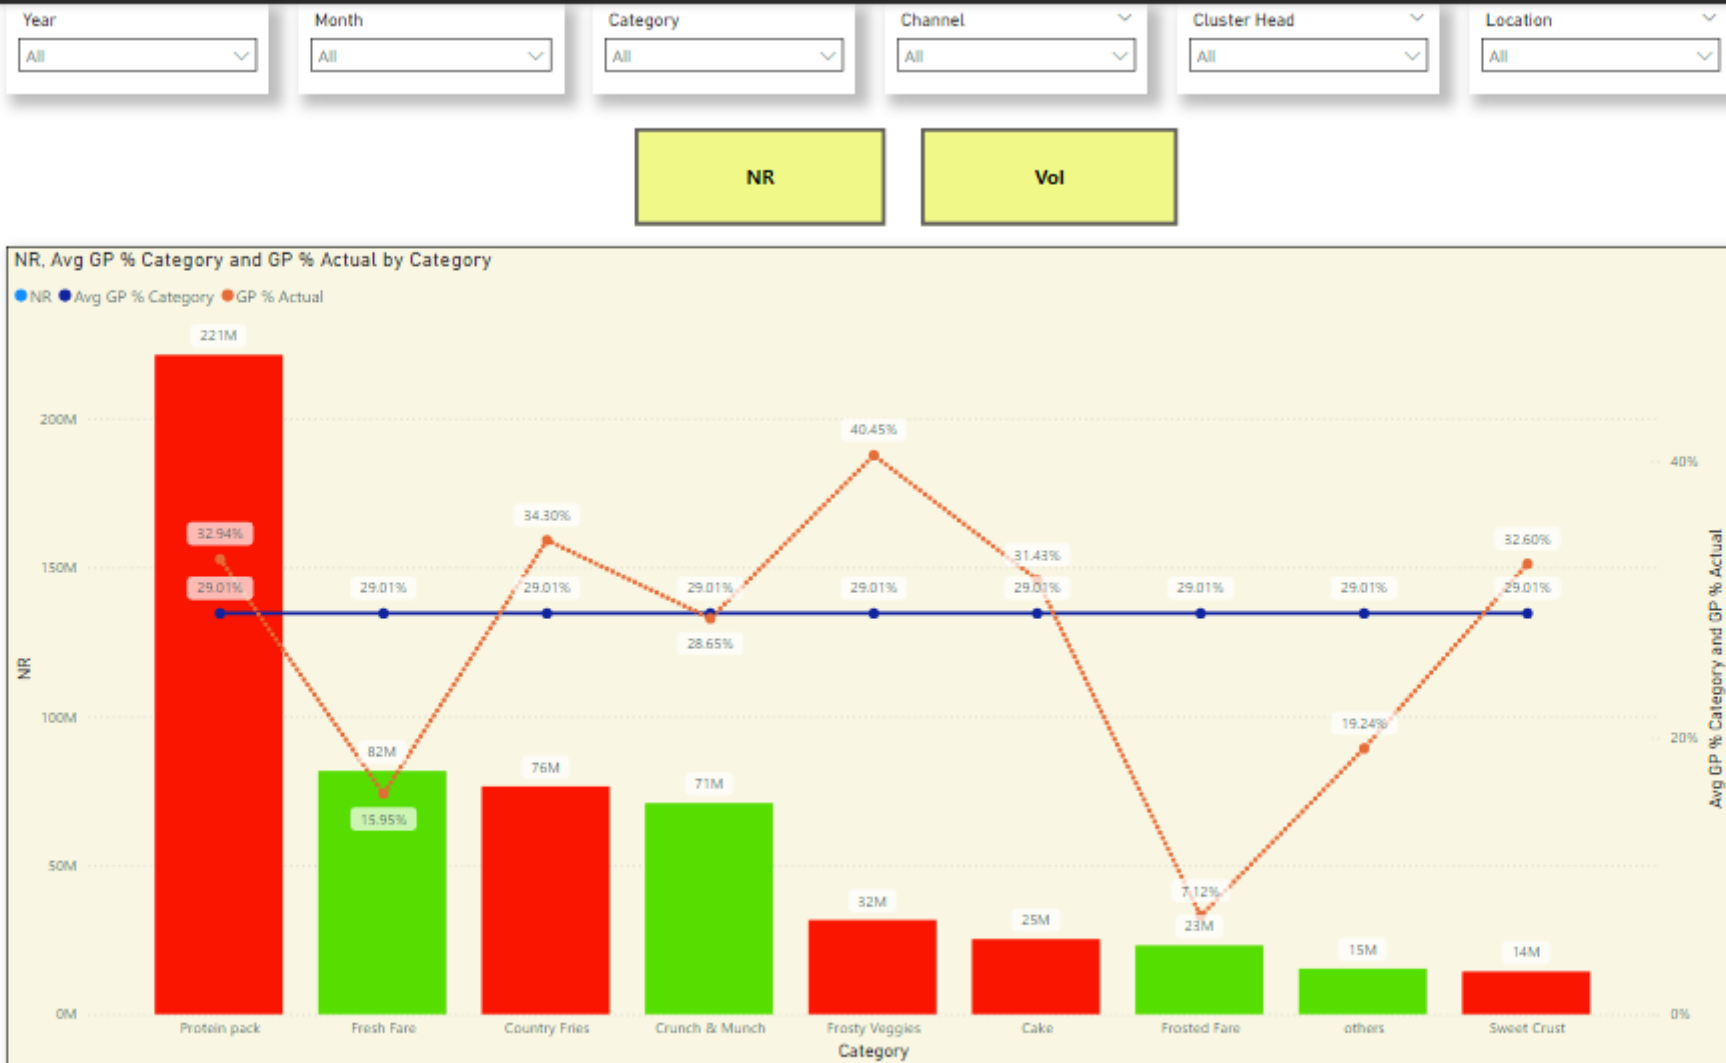 Year
Month
Category
Channel
Cluster Head
Location
All
All
All
All
All
All
NR
Vol
NR, Avg GP % Category and GP % Actual by Category
NR Avg GP % Category GP % Actual
221M
200M
40.45%
40%
34.30%
32.94%
32.60%
31.43%
150M
29.01%
29.01%
29.01%
29.01%
29.01%
29.01%
29.01%
29.01%
29.01%
28.65%
NR
Avg GP % Category and GP % Actual
100M
19.24%
20%
82M
76M
71M
15.95%
50M
7.12%
32M
25M
23M
15M
14M
0M
0%
Protein pack
Fresh Fare
Country Fries
Crunch & Munch
Frosty Veggies
Cake
Frosted Fare
others
Sweet Crust
Category